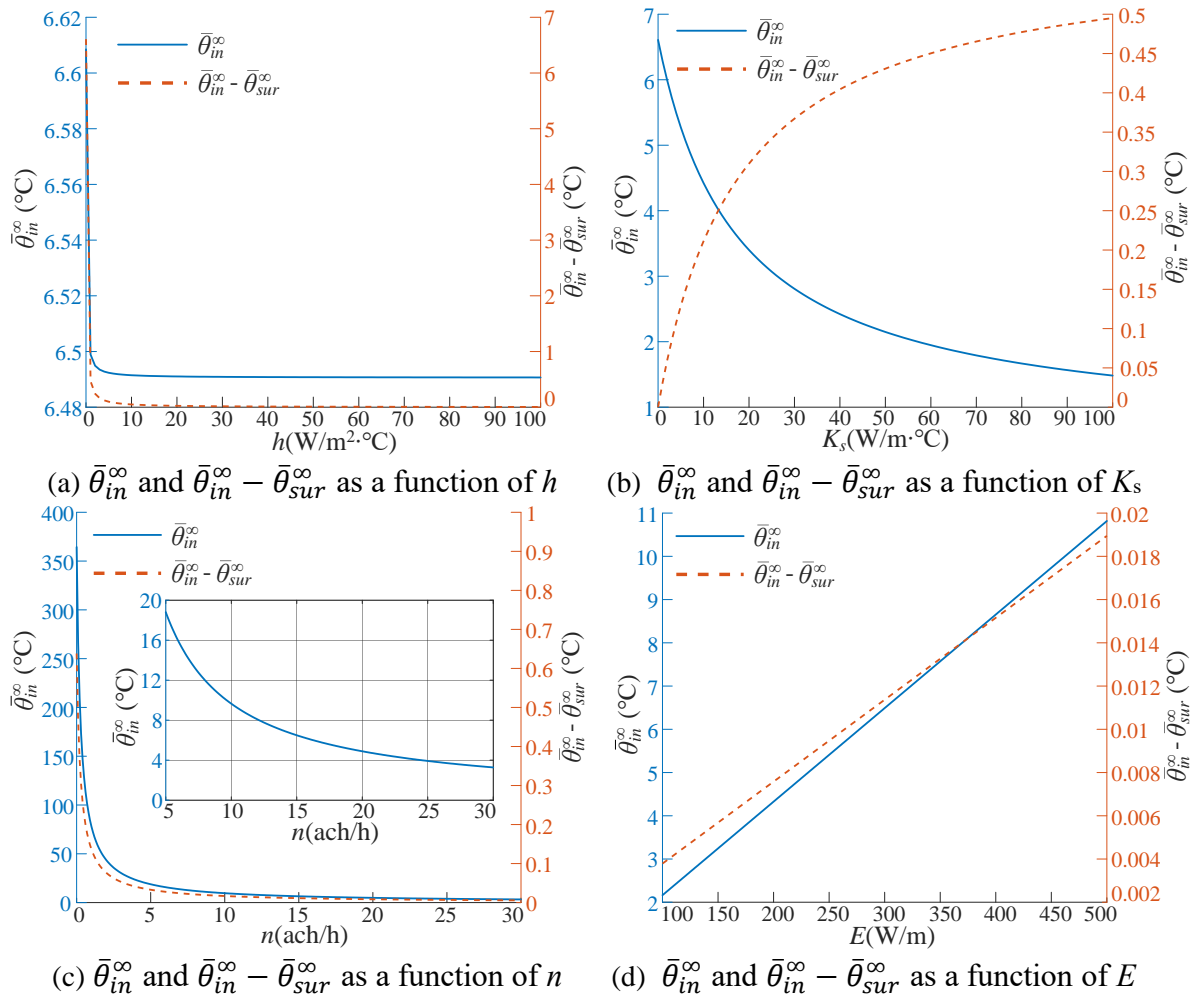 6.62
6.6
6.58
6.56
6.54
6.52
6.5
6.48
θ̄in∞ (°C)
θ̄in∞
θ̄in∞ - θ̄sur∞
7
6
5
4
3
2
1
0
θ̄in∞ - θ̄sur∞ (°C)
0 10 20 30 40 50 60 70 80 90 100
h(W/m²·°C)
(a) θ̄in∞ and θ̄in∞ − θ̄sur∞ as a function of h
7
6
5
4
3
2
1
θ̄in∞ (°C)
θ̄in∞
θ̄in∞ - θ̄sur∞
0.5
0.45
0.4
0.35
0.3
0.25
0.2
0.15
0.1
0.05
0
θ̄in∞ - θ̄sur∞ (°C)
0 10 20 30 40 50 60 70 80 90 100
Ks(W/m·°C)
(b) θ̄in∞ and θ̄in∞ − θ̄sur∞ as a function of Ks
400
350
300
250
200
150
100
50
0
θ̄in∞ (°C)
θ̄in∞
θ̄in∞ - θ̄sur∞
20
16
12
8
4
0
θ̄in∞ (°C)
5 10 15 20 25 30
n(ach/h)
1
0.9
0.8
0.7
0.6
0.5
0.4
0.3
0.2
0.1
0
θ̄in∞ - θ̄sur∞ (°C)
0 5 10 15 20 25 30
n(ach/h)
(c) θ̄in∞ and θ̄in∞ − θ̄sur∞ as a function of n
11
10
9
8
7
6
5
4
3
2
θ̄in∞ (°C)
θ̄in∞
θ̄in∞ - θ̄sur∞
0.02
0.018
0.016
0.014
0.012
0.01
0.008
0.006
0.004
0.002
θ̄in∞ - θ̄sur∞ (°C)
100 150 200 250 300 350 400 450 500
E(W/m)
(d) θ̄in∞ and θ̄in∞ − θ̄sur∞ as a function of E